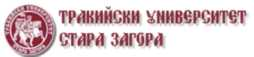 ТРАКИЙСКИ УНИВЕРСИТЕТ
СТАРА ЗАГОРА